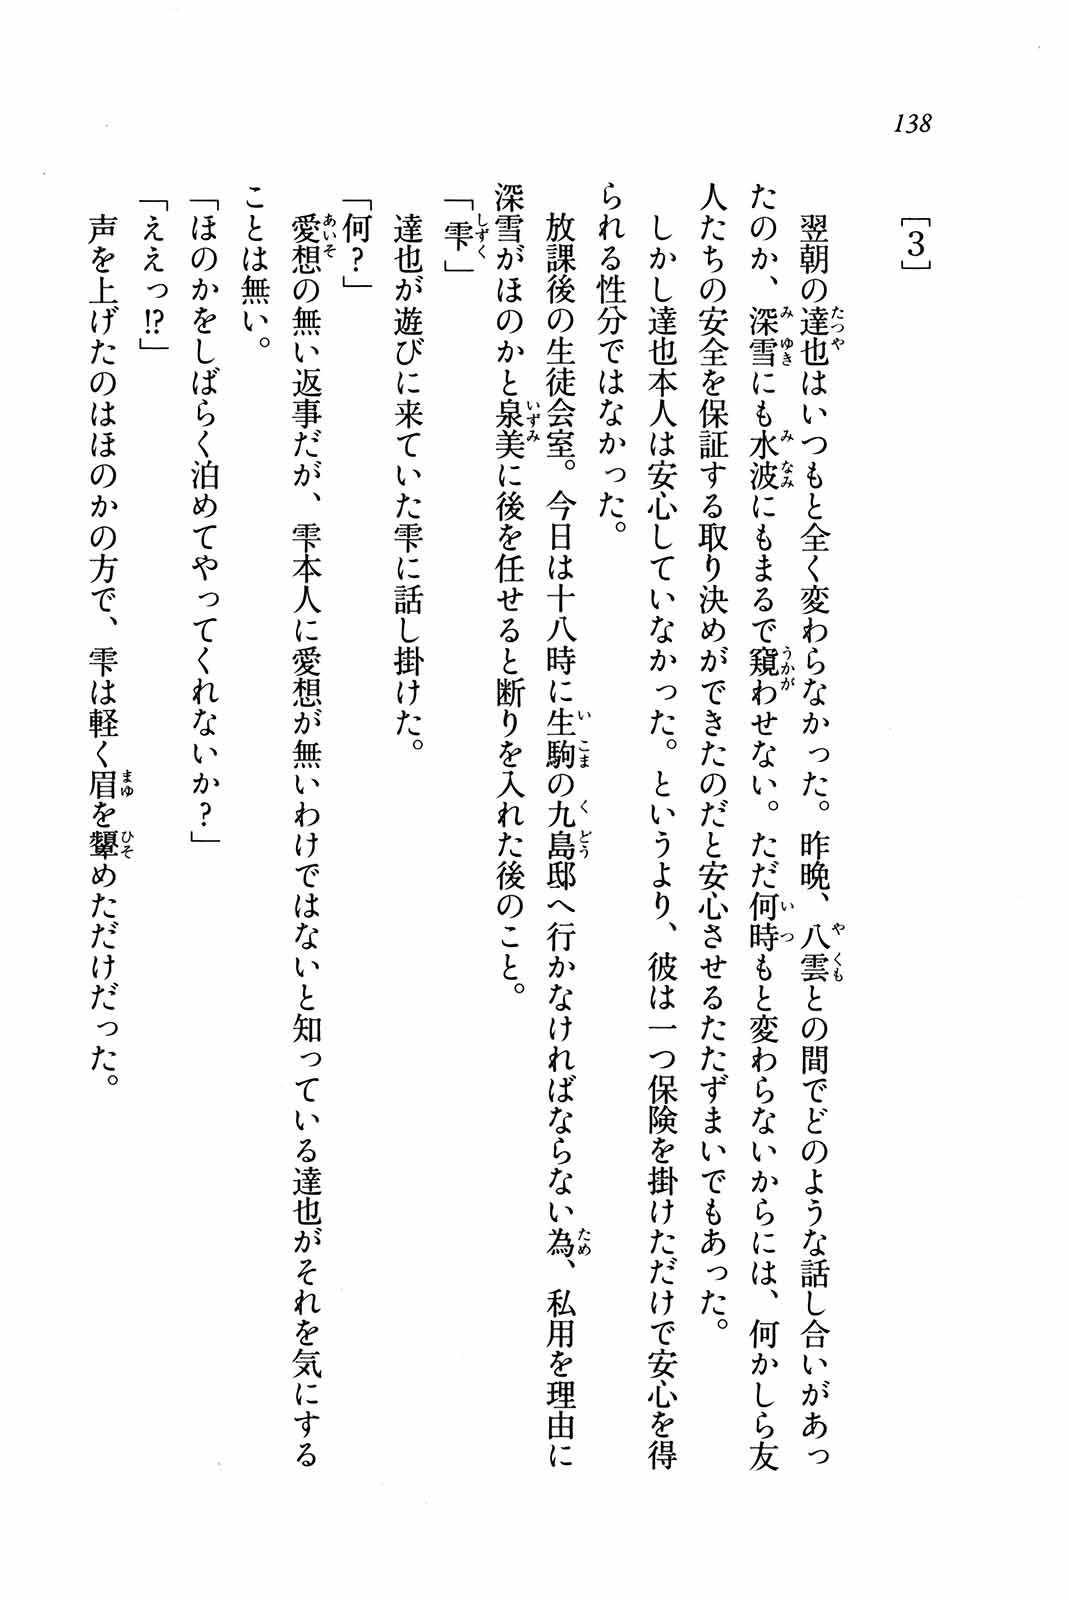 138
[3]
翌朝の達也はいつもと全く変わらなかった。昨晩、八雲との間でどのような話し合いがあっ
たのか、深雪にも水波にもまるで窺わせない。ただ何時もと変わらないからには、何かしら友
人たちの安全を保証する取り決めができたのだと安心させるたたずまいでもあった。
しかし達也本人は安心していなかった。というより、彼は一つ保険を掛けただけで安心を得
られる性分ではなかった。
放課後の生徒会室。今日は十八時に生駒の九島邸へ行かなければならない為、私用を理由に
深雪がほのかと泉美に後を任せると断りを入れた後のこと。
「雫」
達也が遊びに来ていた雫に話し掛けた。
「何？」
愛想の無い返事だが、雫本人に愛想が無いわけではないと知っている達也がそれを気にする
ことは無い。
「ほのかをしばらく泊めてやってくれないか？」
「ええっ!?」
声を上げたのはほのかの方で、雫は軽く眉を顰めただけだった。